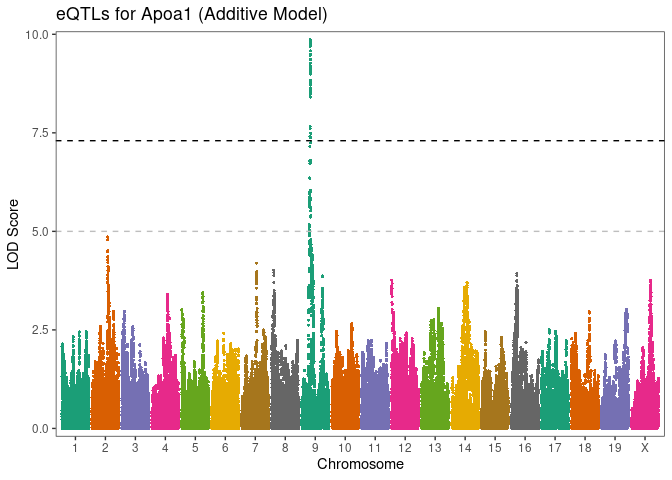 eQTLs for Apoa1 (Additive Model)
10.0
7.5
5.0
2.5
0.0
LOD Score
1 2 3 4 5 6 7 8 9 10 11 12 13 14 15 16 17 18 19 X
Chromosome